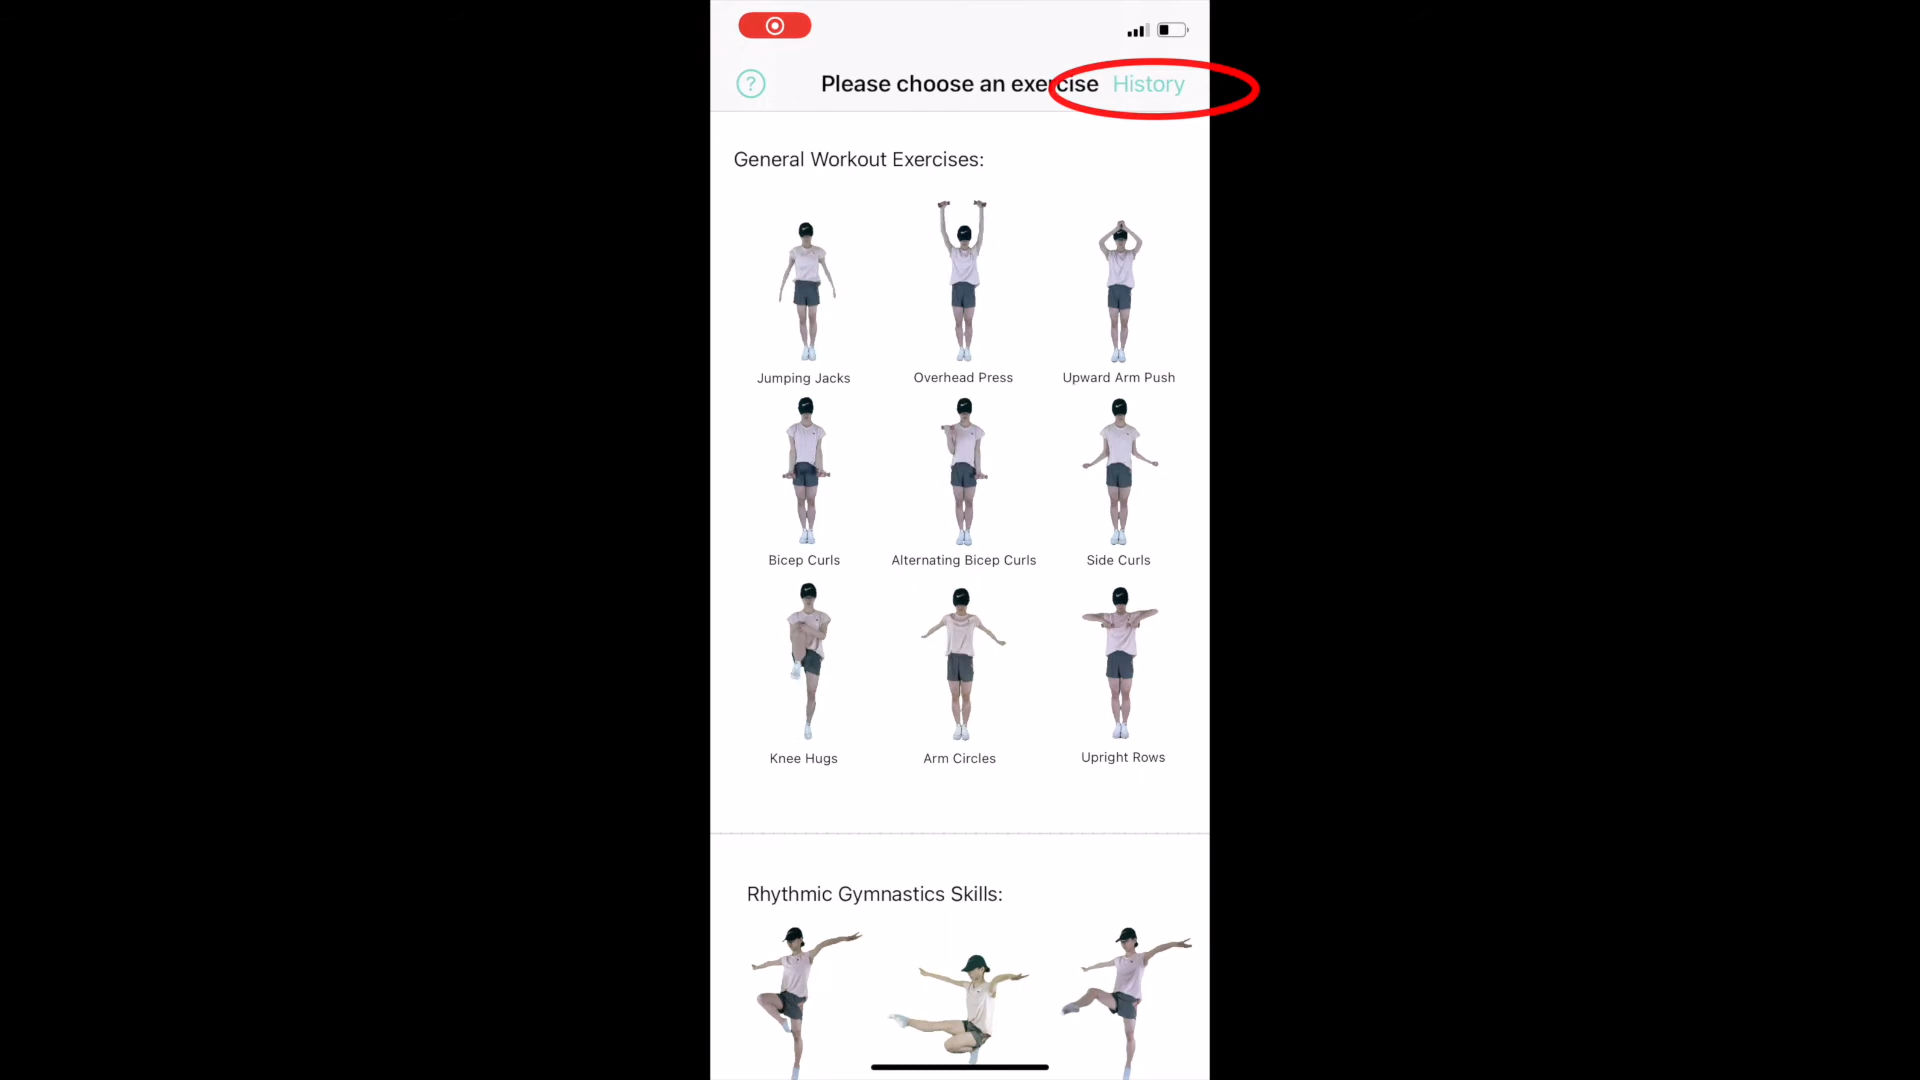 ?
Please choose an exercise
History
General Workout Exercises:
Jumping Jacks
Overhead Press
Upward Arm Push
Bicep Curls
Alternating Bicep Curls
Side Curls
Knee Hugs
Arm Circles
Upright Rows
Rhythmic Gymnastics Skills: